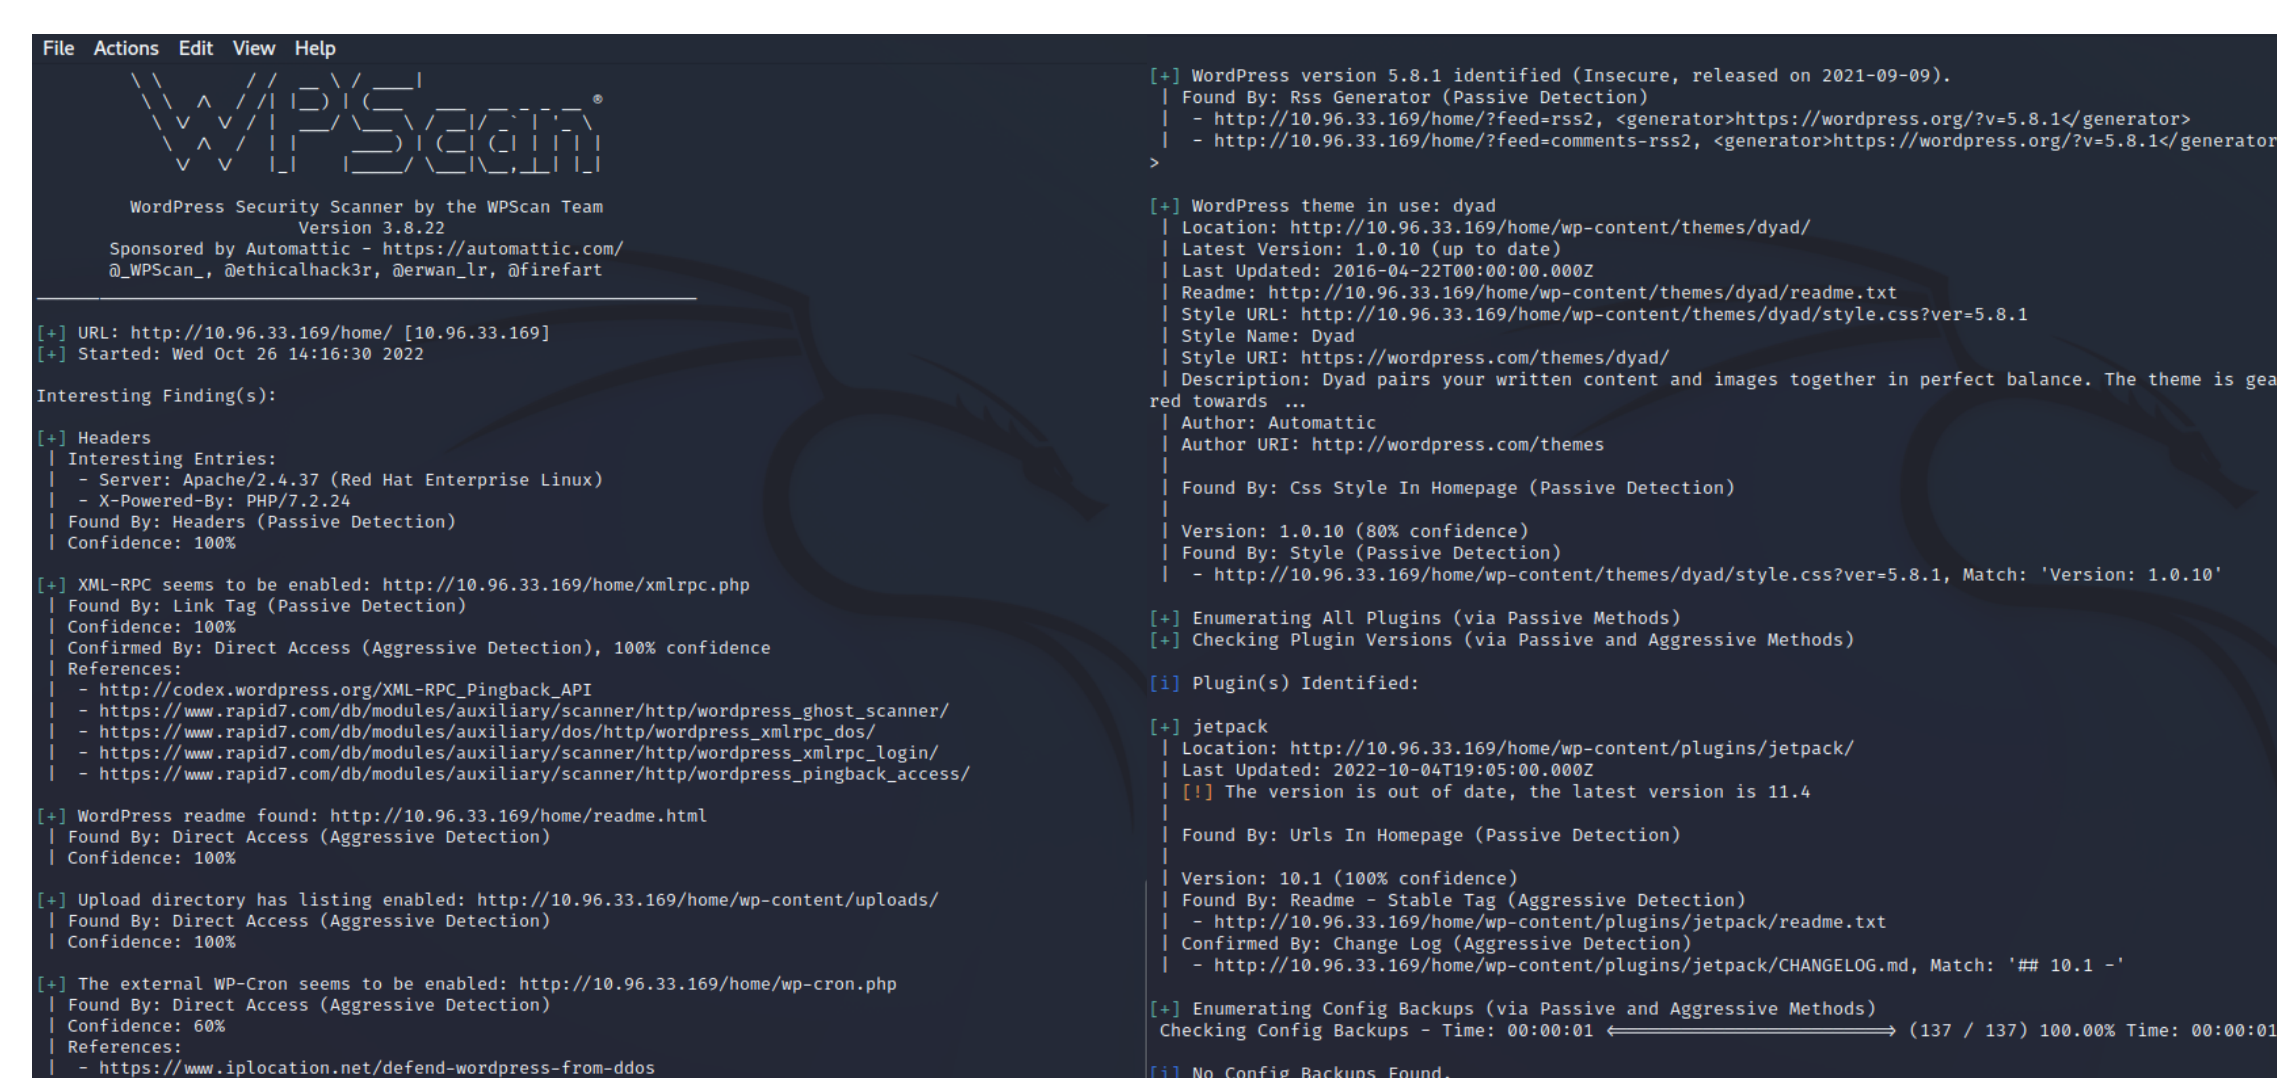 File Actions Edit View Help
WPScan ®
WordPress Security Scanner by the WPScan Team
Version 3.8.22
Sponsored by Automattic - https://automattic.com/
@_WPScan_, @ethicalhack3r, @erwan_lr, @firefart
[+] URL: http://10.96.33.169/home/ [10.96.33.169]
[+] Started: Wed Oct 26 14:16:30 2022
Interesting Finding(s):
[+] Headers
| Interesting Entries:
|  - Server: Apache/2.4.37 (Red Hat Enterprise Linux)
|  - X-Powered-By: PHP/7.2.24
| Found By: Headers (Passive Detection)
| Confidence: 100%
[+] XML-RPC seems to be enabled: http://10.96.33.169/home/xmlrpc.php
| Found By: Link Tag (Passive Detection)
| Confidence: 100%
| Confirmed By: Direct Access (Aggressive Detection), 100% confidence
| References:
|  - http://codex.wordpress.org/XML-RPC_Pingback_API
|  - https://www.rapid7.com/db/modules/auxiliary/scanner/http/wordpress_ghost_scanner/
|  - https://www.rapid7.com/db/modules/auxiliary/dos/http/wordpress_xmlrpc_dos/
|  - https://www.rapid7.com/db/modules/auxiliary/scanner/http/wordpress_xmlrpc_login/
|  - https://www.rapid7.com/db/modules/auxiliary/scanner/http/wordpress_pingback_access/
[+] WordPress readme found: http://10.96.33.169/home/readme.html
| Found By: Direct Access (Aggressive Detection)
| Confidence: 100%
[+] Upload directory has listing enabled: http://10.96.33.169/home/wp-content/uploads/
| Found By: Direct Access (Aggressive Detection)
| Confidence: 100%
[+] The external WP-Cron seems to be enabled: http://10.96.33.169/home/wp-cron.php
| Found By: Direct Access (Aggressive Detection)
| Confidence: 60%
| References:
|  - https://www.iplocation.net/defend-wordpress-from-ddos
[+] WordPress version 5.8.1 identified (Insecure, released on 2021-09-09).
| Found By: Rss Generator (Passive Detection)
|  - http://10.96.33.169/home/?feed=rss2, <generator>https://wordpress.org/?v=5.8.1</generator>
|  - http://10.96.33.169/home/?feed=comments-rss2, <generator>https://wordpress.org/?v=5.8.1</generator
>
[+] WordPress theme in use: dyad
| Location: http://10.96.33.169/home/wp-content/themes/dyad/
| Latest Version: 1.0.10 (up to date)
| Last Updated: 2016-04-22T00:00:00.000Z
| Readme: http://10.96.33.169/home/wp-content/themes/dyad/readme.txt
| Style URL: http://10.96.33.169/home/wp-content/themes/dyad/style.css?ver=5.8.1
| Style Name: Dyad
| Style URI: https://wordpress.com/themes/dyad/
| Description: Dyad pairs your written content and images together in perfect balance. The theme is gea
red towards ...
| Author: Automattic
| Author URI: http://wordpress.com/themes
|
| Found By: Css Style In Homepage (Passive Detection)
|
| Version: 1.0.10 (80% confidence)
| Found By: Style (Passive Detection)
|  - http://10.96.33.169/home/wp-content/themes/dyad/style.css?ver=5.8.1, Match: 'Version: 1.0.10'
[+] Enumerating All Plugins (via Passive Methods)
[+] Checking Plugin Versions (via Passive and Aggressive Methods)
[i] Plugin(s) Identified:
[+] jetpack
| Location: http://10.96.33.169/home/wp-content/plugins/jetpack/
| Last Updated: 2022-10-04T19:05:00.000Z
| [!] The version is out of date, the latest version is 11.4
|
| Found By: Urls In Homepage (Passive Detection)
|
| Version: 10.1 (100% confidence)
| Found By: Readme - Stable Tag (Aggressive Detection)
|  - http://10.96.33.169/home/wp-content/plugins/jetpack/readme.txt
| Confirmed By: Change Log (Aggressive Detection)
|  - http://10.96.33.169/home/wp-content/plugins/jetpack/CHANGELOG.md, Match: '## 10.1 -'
[+] Enumerating Config Backups (via Passive and Aggressive Methods)
Checking Config Backups - Time: 00:00:01 <==========================> (137 / 137) 100.00% Time: 00:00:01
[i] No Config Backups Found.